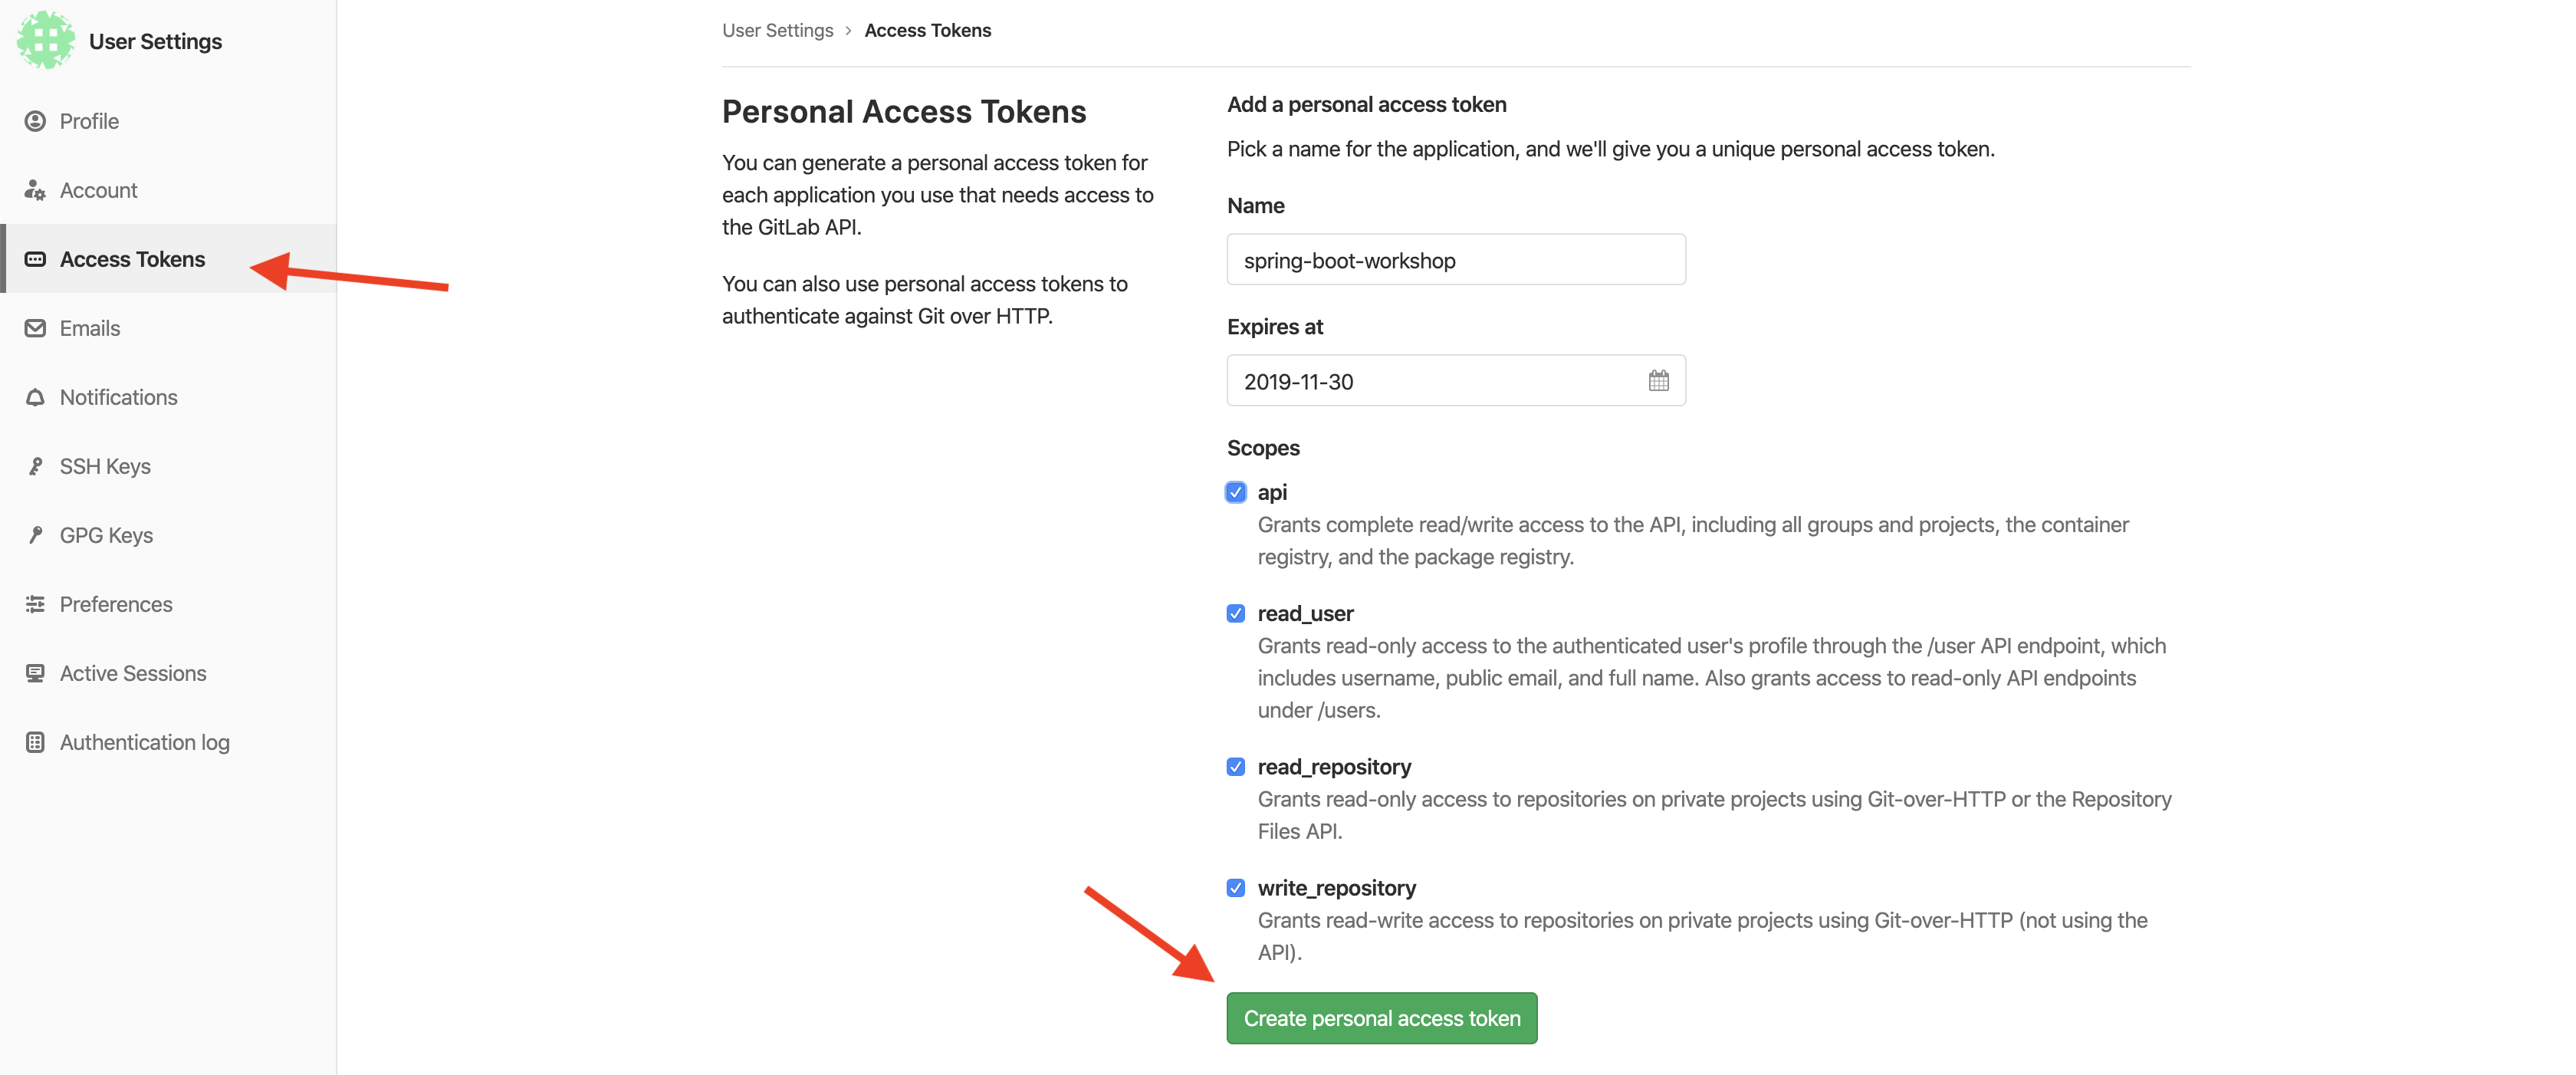 User Settings
Profile
Account
Access Tokens
Emails
Notifications
SSH Keys
GPG Keys
Preferences
Active Sessions
Authentication log
User Settings > Access Tokens
Personal Access Tokens
You can generate a personal access token for
each application you use that needs access to
the GitLab API.
You can also use personal access tokens to
authenticate against Git over HTTP.
Add a personal access token
Pick a name for the application, and we'll give you a unique personal access token.
Name
spring-boot-workshop
Expires at
2019-11-30
Scopes
api
Grants complete read/write access to the API, including all groups and projects, the container
registry, and the package registry.
read_user
Grants read-only access to the authenticated user's profile through the /user API endpoint, which
includes username, public email, and full name. Also grants access to read-only API endpoints
under /users.
read_repository
Grants read-only access to repositories on private projects using Git-over-HTTP or the Repository
Files API.
write_repository
Grants read-write access to repositories on private projects using Git-over-HTTP (not using the
API).
Create personal access token